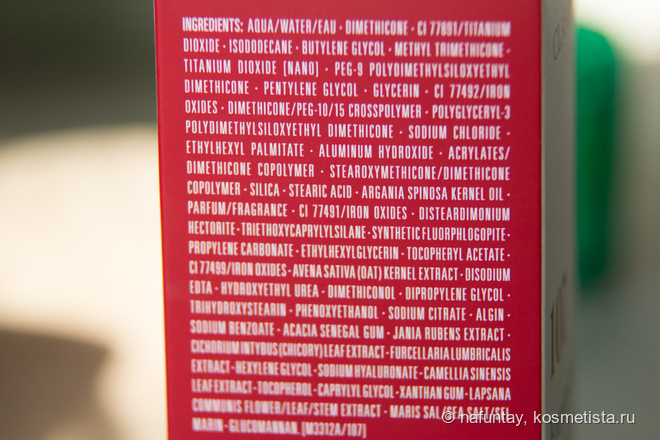 INGREDIENTS: AQUA/WATER/EAU · DIMETHICONE · CI 77891/TITANIUM
DIOXIDE · ISODODECANE · BUTYLENE GLYCOL · METHYL TRIMETHICONE ·
TITANIUM DIOXIDE [NANO] · PEG-9 POLYDIMETHYLSILOXYETHYL
DIMETHICONE · PENTYLENE GLYCOL · GLYCERIN · CI 77492/IRON
OXIDES · DIMETHICONE/PEG-10/15 CROSSPOLYMER · POLYGLYCERYL-3
POLYDIMETHYLSILOXYETHYL DIMETHICONE · SODIUM CHLORIDE ·
ETHYLHEXYL PALMITATE · ALUMINUM HYDROXIDE · ACRYLATES/
DIMETHICONE COPOLYMER · STEAROXYMETHICONE/DIMETHICONE
COPOLYMER · SILICA · STEARIC ACID · ARGANIA SPINOSA KERNEL OIL ·
PARFUM/FRAGRANCE · CI 77491/IRON OXIDES · DISTEARDIMONIUM
HECTORITE · TRIETHOXYCAPRYLYLSILANE · SYNTHETIC FLUORPHLOGOPITE ·
PROPYLENE CARBONATE · ETHYLHEXYLGLYCERIN · TOCOPHERYL ACETATE ·
CI 77499/IRON OXIDES · AVENA SATIVA (OAT) KERNEL EXTRACT · DISODIUM
EDTA · HYDROXYETHYL UREA · DIMETHICONOL · DIPROPYLENE GLYCOL ·
TRIHYDROXYSTEARIN · PHENOXYETHANOL · SODIUM CITRATE · ALGIN ·
SODIUM BENZOATE · ACACIA SENEGAL GUM · JANIA RUBENS EXTRACT ·
CICHORIUM INTYBUS (CHICORY) LEAF EXTRACT · FURCELLARIA LUMBRICALIS
EXTRACT · HEXYLENE GLYCOL · SODIUM HYALURONATE · CAMELLIA SINENSIS
LEAF EXTRACT · TOCOPHEROL · CAPRYLYL GLYCOL · XANTHAN GUM · LAPSANA
COMMUNIS FLOWER/LEAF/STEM EXTRACT · MARIS SAL/SEA SALT/SEL
MARIN · GLUCOMANNAN. [M3312A/107]
10
© nafuntay, kosmetista.ru